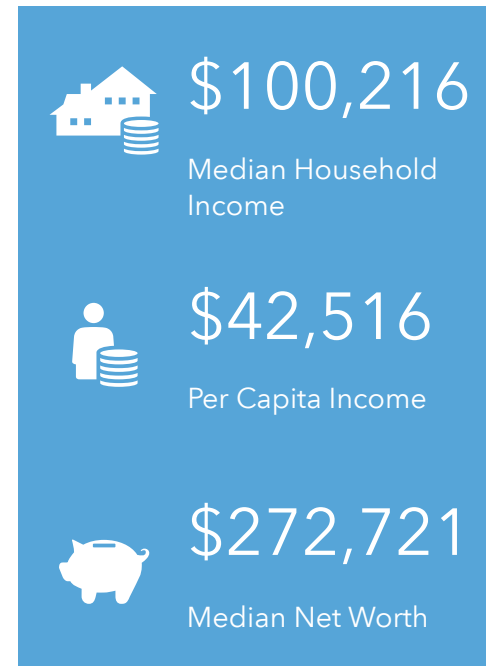 $100,216
Median Household
Income
$42,516
Per Capita Income
$272,721
Median Net Worth